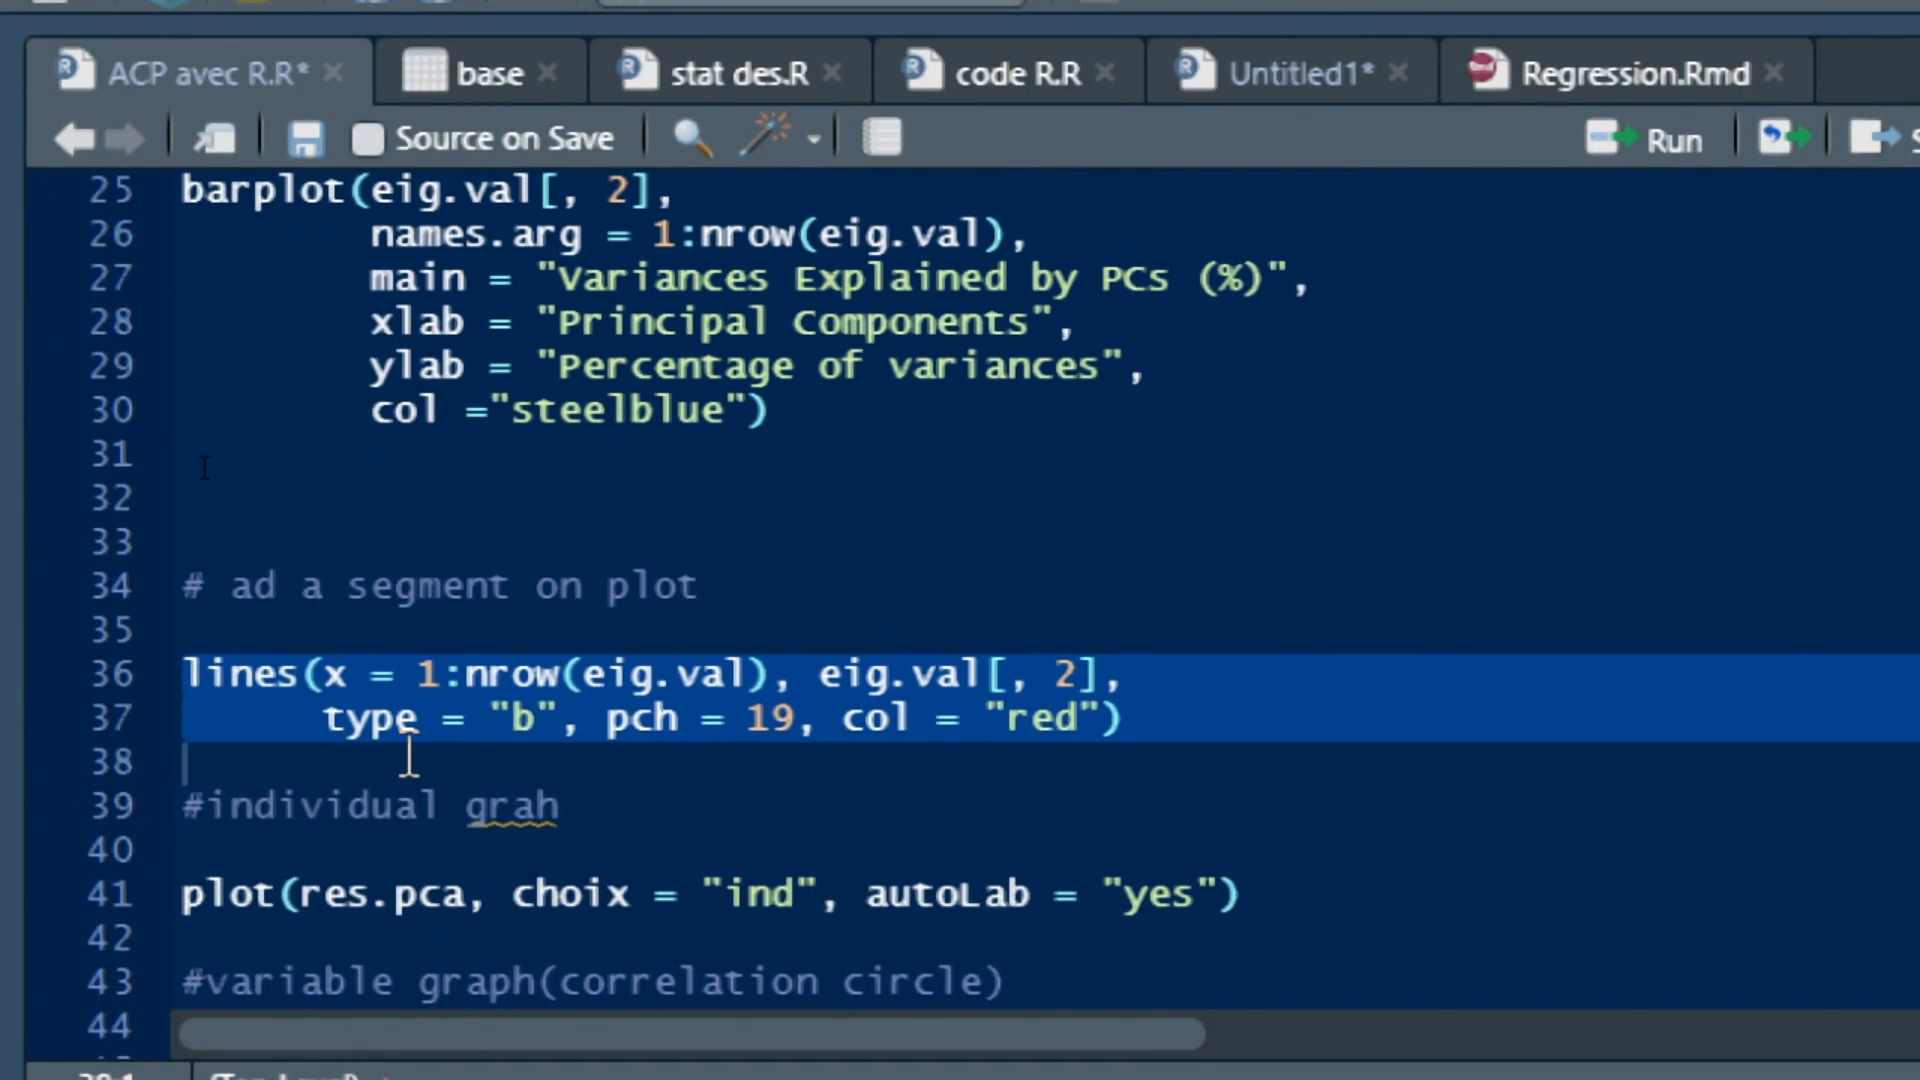 ACP avec R.R* base stat des.R code R.R Untitled1* Regression.Rmd
Source on Save Run
25 barplot(eig.val[, 2],
26 names.arg = 1:nrow(eig.val),
27 main = "Variances Explained by PCs (%)",
28 xlab = "Principal Components",
29 ylab = "Percentage of variances",
30 col ="steelblue")
31
32
33
34 # ad a segment on plot
35
36 lines(x = 1:nrow(eig.val), eig.val[, 2],
37 type = "b", pch = 19, col = "red")
38
39 #individual grah
40
41 plot(res.pca, choix = "ind", autoLab = "yes")
42
43 #variable graph(correlation circle)
44